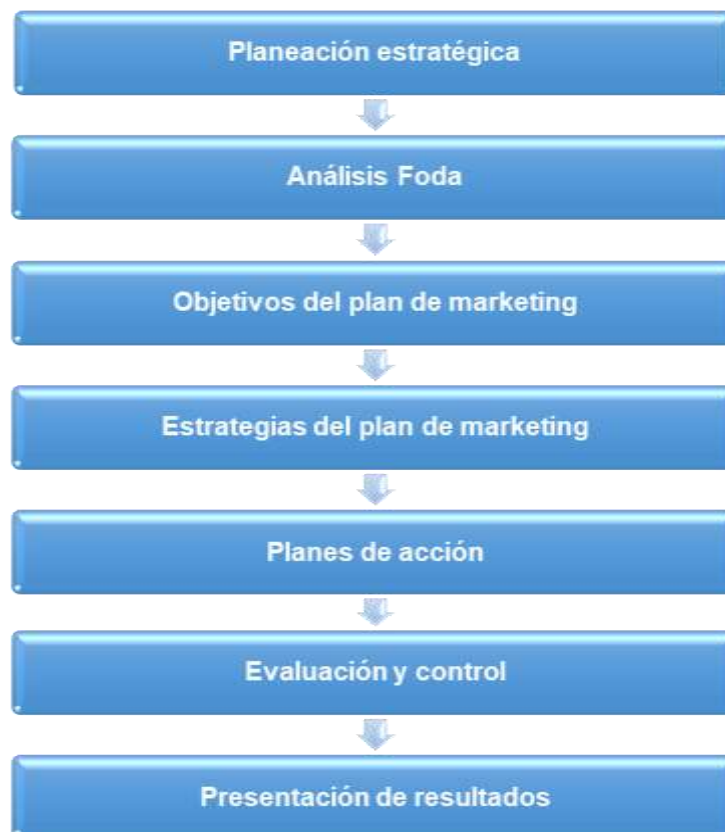 Planeación estratégica
Análisis Foda
Objetivos del plan de marketing
Estrategias del plan de marketing
Planes de acción
Evaluación y control
Presentación de resultados